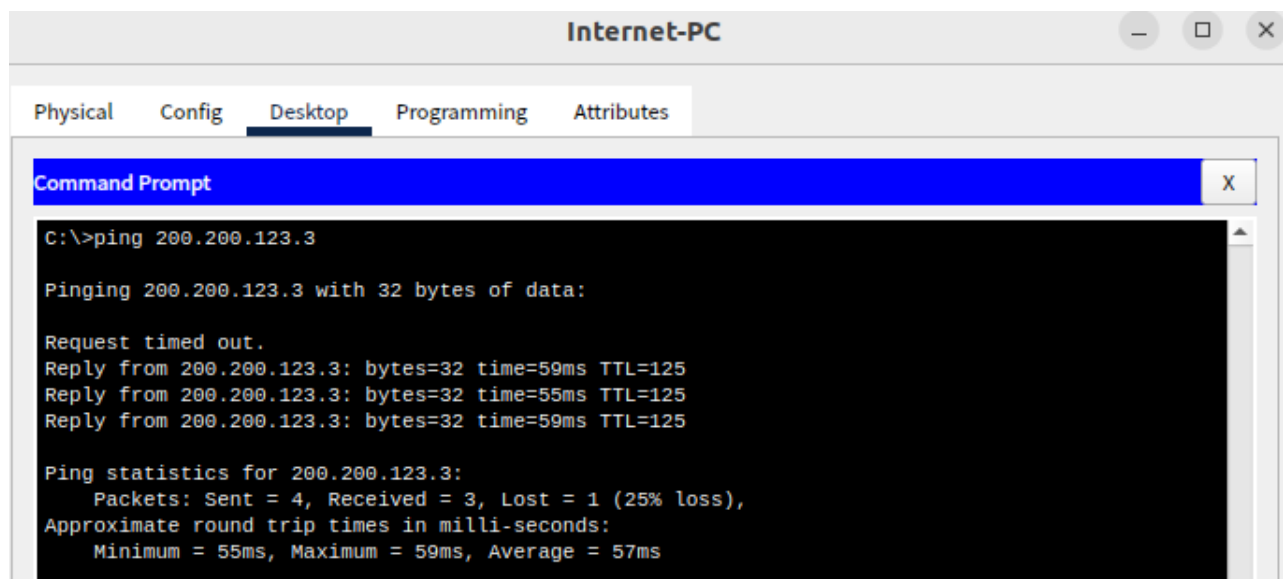 Internet-PC
Physical Config Desktop Programming Attributes
Command Prompt X
C:\>ping 200.200.123.3
Pinging 200.200.123.3 with 32 bytes of data:
Request timed out.
Reply from 200.200.123.3: bytes=32 time=59ms TTL=125
Reply from 200.200.123.3: bytes=32 time=55ms TTL=125
Reply from 200.200.123.3: bytes=32 time=59ms TTL=125
Ping statistics for 200.200.123.3:
Packets: Sent = 4, Received = 3, Lost = 1 (25% loss),
Approximate round trip times in milli-seconds:
Minimum = 55ms, Maximum = 59ms, Average = 57ms